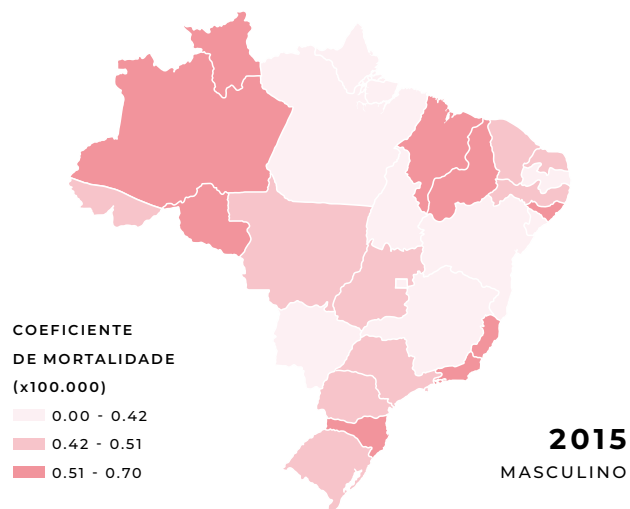 COEFICIENTE
DE MORTALIDADE
(x100.000)
0.00 - 0.42
0.42 - 0.51
0.51 - 0.70
2015
MASCULINO